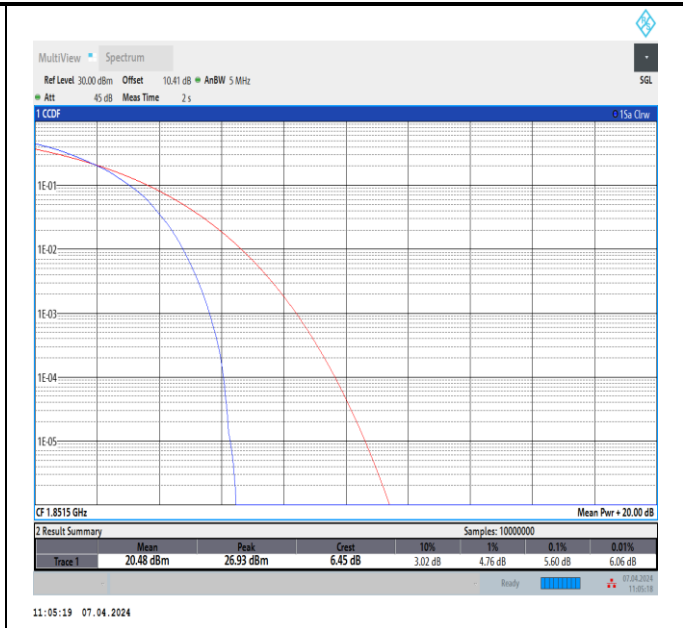 MultiView Spectrum
Ref Level 30.00 dBm Offset 10.41 dB AnBW 5 MHz SGL
Att 45 dB Meas Time 2 s
1 CCDF 1Sa Clrw
1E-01
1E-02
1E-03
1E-04
1E-05
CF 1.8515 GHz Mean Pwr + 20.00 dB
2 Result Summary Samples: 10000000
Mean Peak Crest 10% 1% 0.1% 0.01%
Trace 1 20.48 dBm 26.93 dBm 6.45 dB 3.02 dB 4.76 dB 5.60 dB 6.06 dB
Ready 07.04.2024
11:05:18
11:05:19 07.04.2024